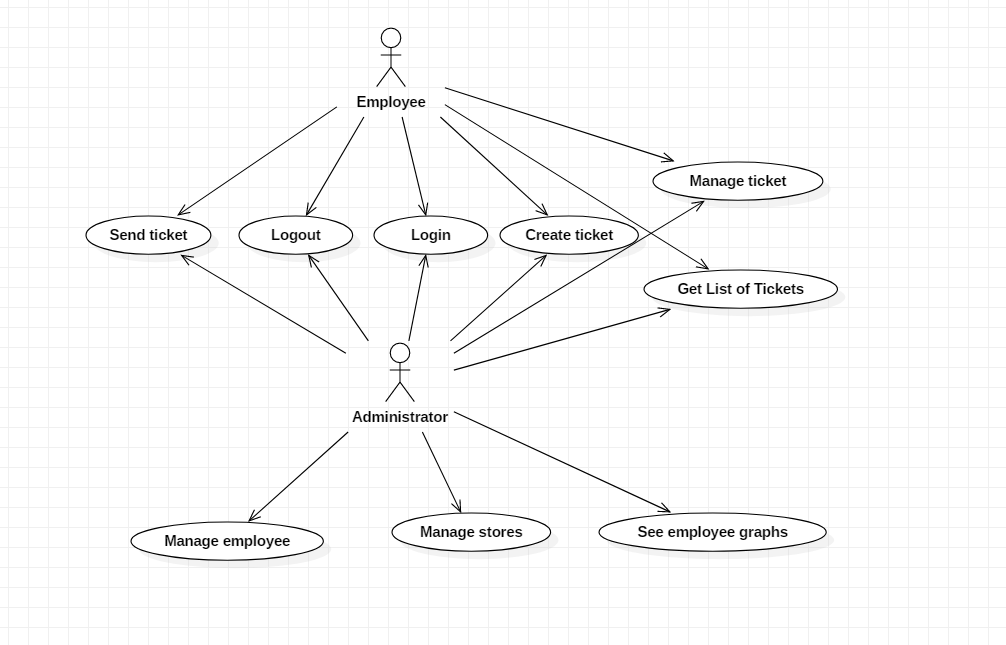 Employee
Manage ticket
Send ticket
Logout
Login
Create ticket
Get List of Tickets
Administrator
Manage employee
Manage stores
See employee graphs